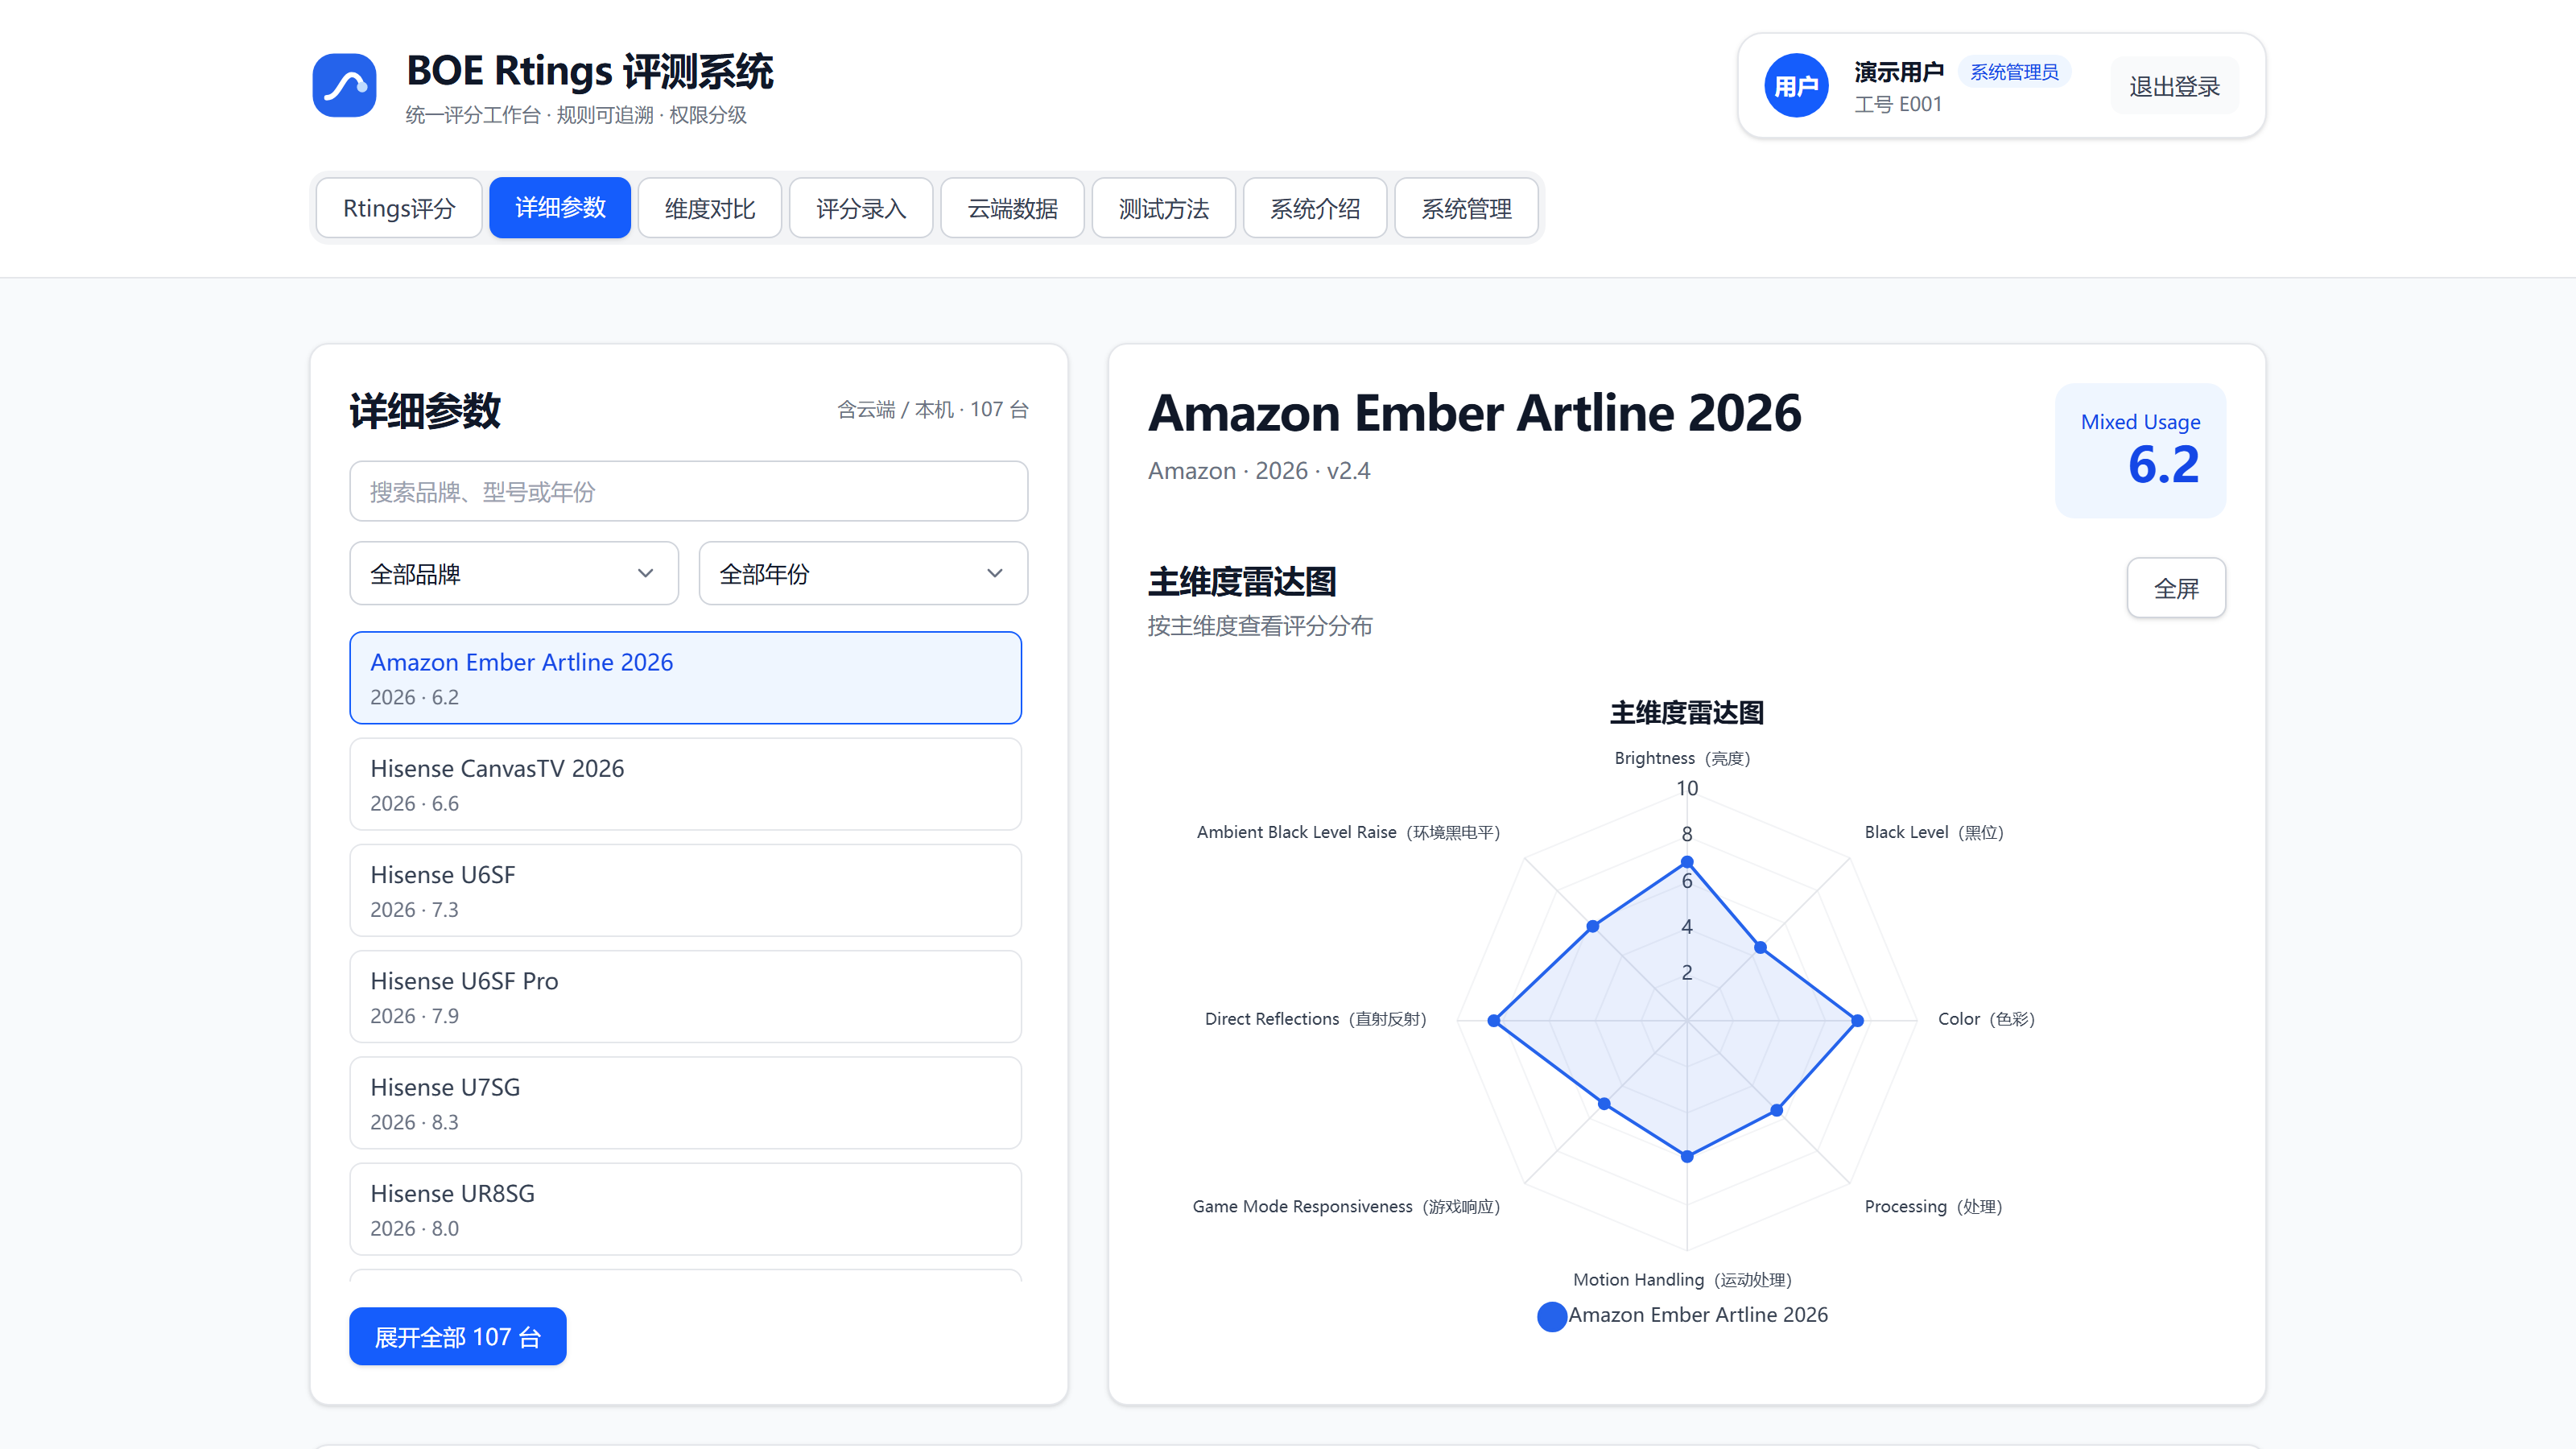 BOE Rtings 评测系统
统一评分工作台 · 规则可追溯 · 权限分级
用户
演示用户 系统管理员
工号 E001
退出登录
Rtings评分 详细参数 维度对比 评分录入 云端数据 测试方法 系统介绍 系统管理
详细参数
含云端 / 本机 · 107 台
搜索品牌、型号或年份
全部品牌 全部年份
Amazon Ember Artline 2026
2026 · 6.2
Hisense CanvasTV 2026
2026 · 6.6
Hisense U6SF
2026 · 7.3
Hisense U6SF Pro
2026 · 7.9
Hisense U7SG
2026 · 8.3
Hisense UR8SG
2026 · 8.0
展开全部 107 台
Amazon Ember Artline 2026
Amazon · 2026 · v2.4
Mixed Usage
6.2
主维度雷达图
按主维度查看评分分布
全屏
主维度雷达图
Brightness（亮度）
10
Ambient Black Level Raise（环境黑电平）
8
Black Level（黑位）
6
4
2
Direct Reflections（直射反射）
Color（色彩）
Game Mode Responsiveness（游戏响应）
Processing（处理）
Motion Handling（运动处理）
Amazon Ember Artline 2026